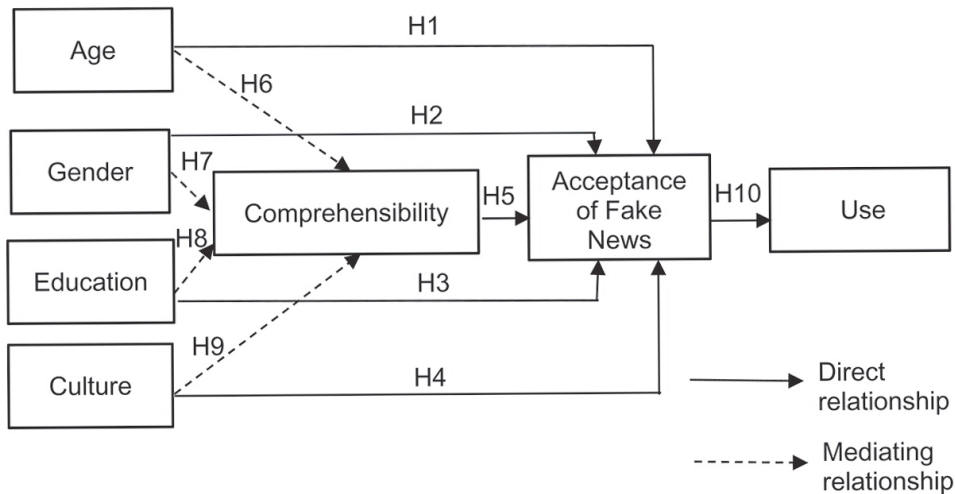 Age
H1
H6
H2
Gender
H7
Comprehensibility
H5
Acceptance
of Fake
News
H10
Use
H8
Education
H3
H9
Culture
H4
Direct
relationship
Mediating
relationship